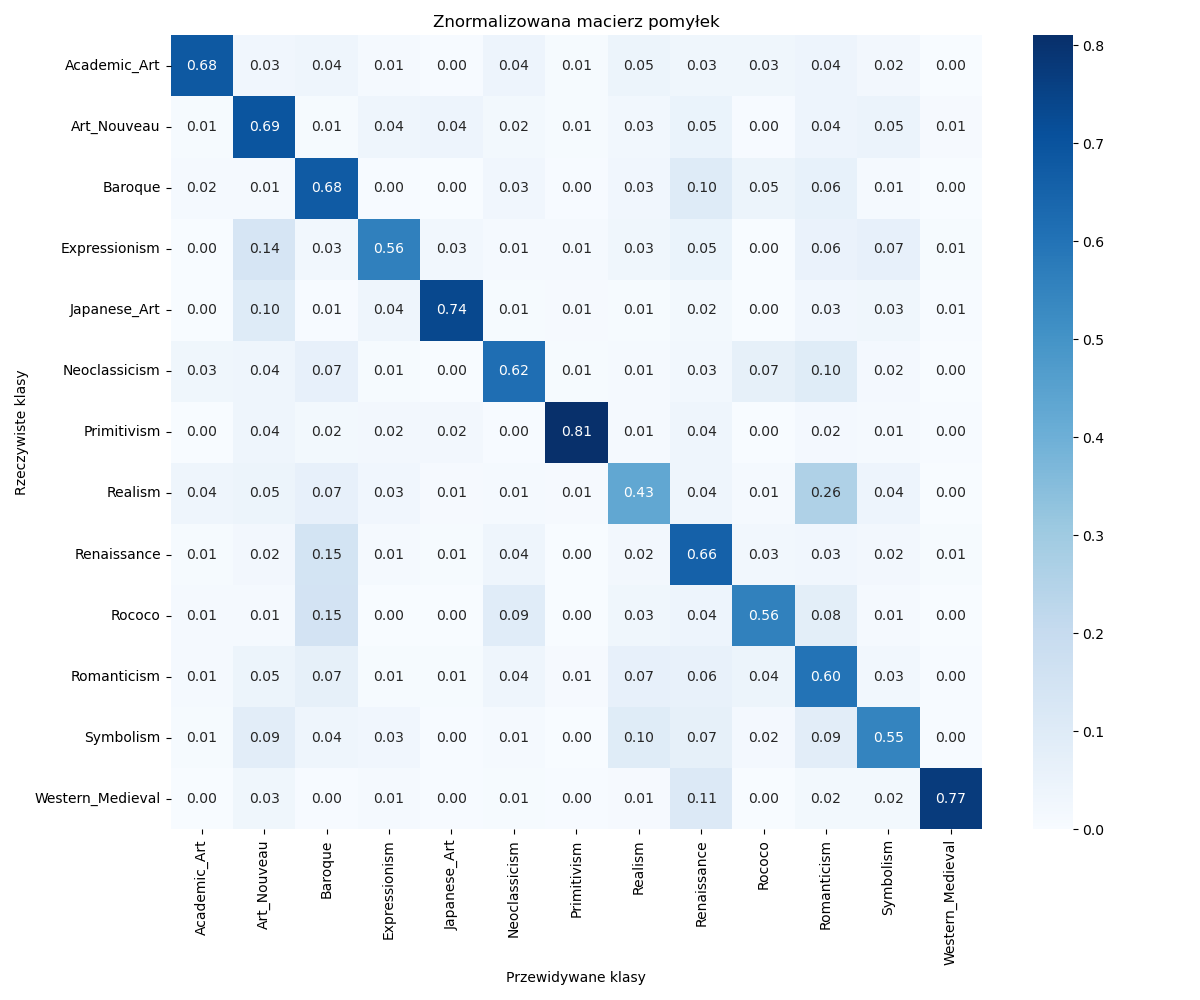 Znormalizowana macierz pomyłek
Academic_Art 0.68 0.03 0.04 0.01 0.00 0.04 0.01 0.05 0.03 0.03 0.04 0.02 0.00
Art_Nouveau 0.01 0.69 0.01 0.04 0.04 0.02 0.01 0.03 0.05 0.00 0.04 0.05 0.01
Baroque 0.02 0.01 0.68 0.00 0.00 0.03 0.00 0.03 0.10 0.05 0.06 0.01 0.00
Expressionism 0.00 0.14 0.03 0.56 0.03 0.01 0.01 0.03 0.05 0.00 0.06 0.07 0.01
Japanese_Art 0.00 0.10 0.01 0.04 0.74 0.01 0.01 0.01 0.02 0.00 0.03 0.03 0.01
Neoclassicism 0.03 0.04 0.07 0.01 0.00 0.62 0.01 0.01 0.03 0.07 0.10 0.02 0.00
Primitivism 0.00 0.04 0.02 0.02 0.02 0.00 0.81 0.01 0.04 0.00 0.02 0.01 0.00
Realism 0.04 0.05 0.07 0.03 0.01 0.01 0.01 0.43 0.04 0.01 0.26 0.04 0.00
Renaissance 0.01 0.02 0.15 0.01 0.01 0.04 0.00 0.02 0.66 0.03 0.03 0.02 0.01
Rococo 0.01 0.01 0.15 0.00 0.00 0.09 0.00 0.03 0.04 0.56 0.08 0.01 0.00
Romanticism 0.01 0.05 0.07 0.01 0.01 0.04 0.01 0.07 0.06 0.04 0.60 0.03 0.00
Symbolism 0.01 0.09 0.04 0.03 0.00 0.01 0.00 0.10 0.07 0.02 0.09 0.55 0.00
Western_Medieval 0.00 0.03 0.00 0.01 0.00 0.01 0.00 0.01 0.11 0.00 0.02 0.02 0.77
Rzeczywiste klasy
Academic_Art
Art_Nouveau
Baroque
Expressionism
Japanese_Art
Neoclassicism
Primitivism
Realism
Renaissance
Rococo
Romanticism
Symbolism
Western_Medieval
Przewidywane klasy
0.8
0.7
0.6
0.5
0.4
0.3
0.2
0.1
0.0